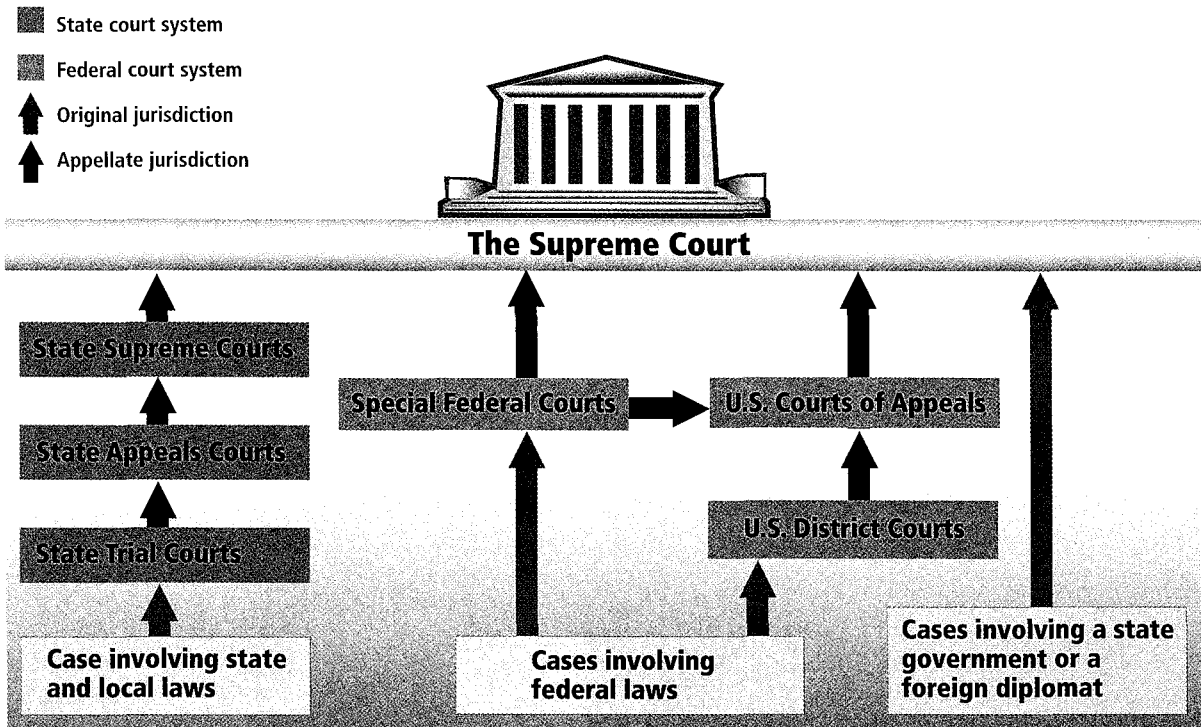 State court system
Federal court system
Original jurisdiction
Appellate jurisdiction
The Supreme Court
State Supreme Courts
State Appeals Courts
State Trial Courts
Special Federal Courts
U.S. Courts of Appeals
U.S. District Courts
Case involving state
and local laws
Cases involving
federal laws
Cases involving a state
government or a
foreign diplomat